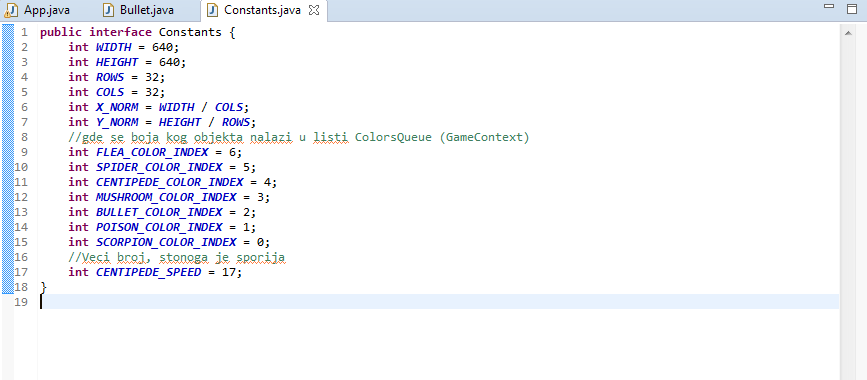 App.java Bullet.java Constants.java
1 public interface Constants {
2 int WIDTH = 640;
3 int HEIGHT = 640;
4 int ROWS = 32;
5 int COLS = 32;
6 int X_NORM = WIDTH / COLS;
7 int Y_NORM = HEIGHT / ROWS;
8 //gde se boja kog objekta nalazi u listi ColorsQueue (GameContext)
9 int FLEA_COLOR_INDEX = 6;
10 int SPIDER_COLOR_INDEX = 5;
11 int CENTIPEDE_COLOR_INDEX = 4;
12 int MUSHROOM_COLOR_INDEX = 3;
13 int BULLET_COLOR_INDEX = 2;
14 int POISON_COLOR_INDEX = 1;
15 int SCORPION_COLOR_INDEX = 0;
16 //Veci broj, stonoga je sporija
17 int CENTIPEDE_SPEED = 17;
18 }
19